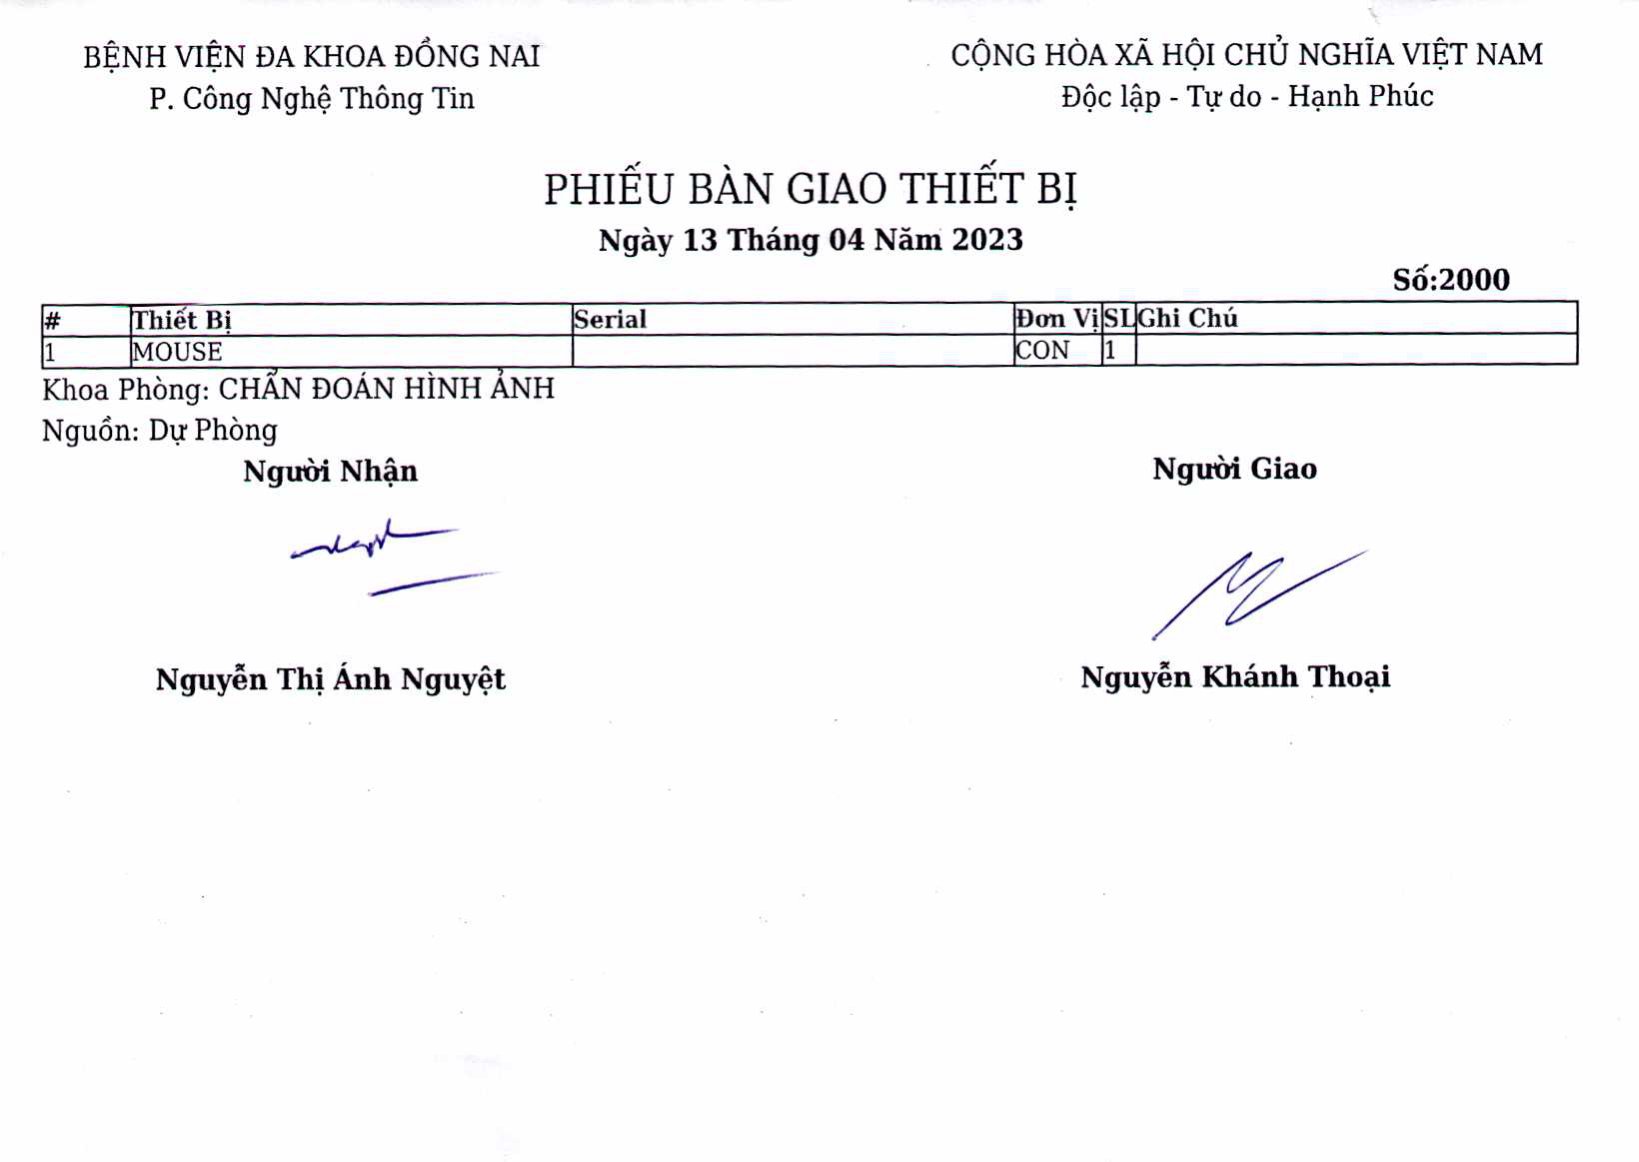 BỆNH VIỆN ĐA KHOA ĐỒNG NAI
P. Công Nghệ Thông Tin
CỘNG HÒA XÃ HỘI CHỦ NGHĨA VIỆT NAM
Độc lập - Tự do - Hạnh Phúc
PHIẾU BÀN GIAO THIẾT BỊ
Ngày 13 Tháng 04 Năm 2023
Số:2000
# Thiết Bị Serial Đơn Vị SL Ghi Chú
1 MOUSE CON 1
Khoa Phòng: CHẨN ĐOÁN HÌNH ẢNH
Nguồn: Dự Phòng
Người Nhận Người Giao
Nguyễn Thị Ánh Nguyệt Nguyễn Khánh Thoại